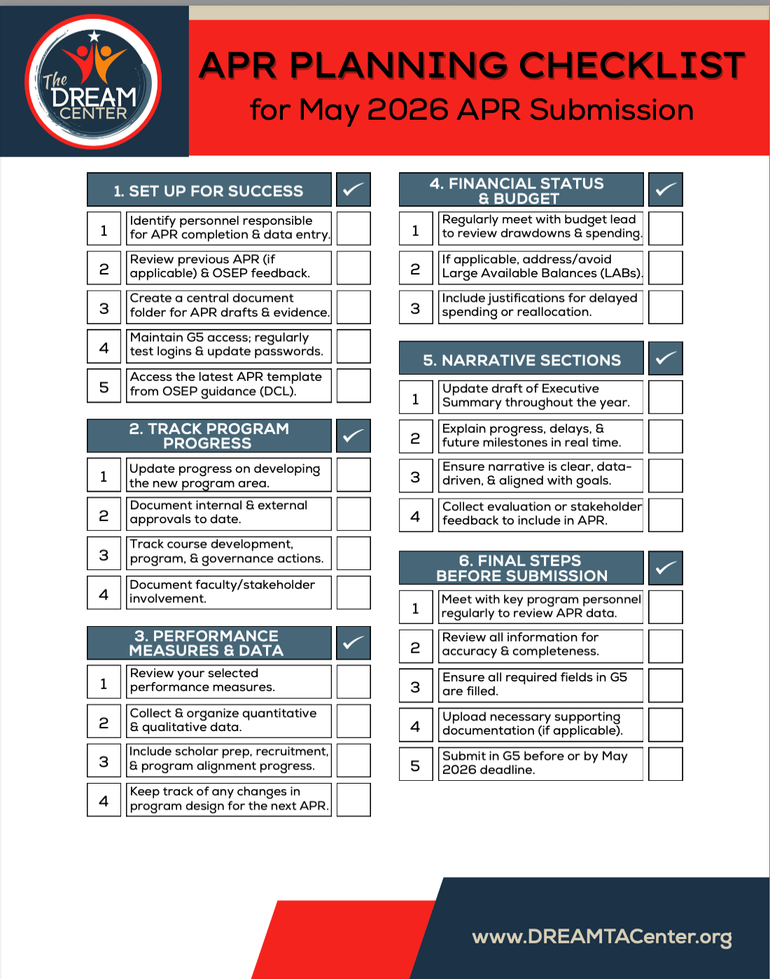 The
DREAM
CENTER
APR PLANNING CHECKLIST
for May 2026 APR Submission
1. SET UP FOR SUCCESS
1
Identify personnel responsible
for APR completion & data entry.
2
Review previous APR (if
applicable) & OSEP feedback.
3
Create a central document
folder for APR drafts & evidence.
4
Maintain G5 access; regularly
test logins & update passwords.
5
Access the latest APR template
from OSEP guidance (DCL).
2. TRACK PROGRAM
PROGRESS
1
Update progress on developing
the new program area.
2
Document internal & external
approvals to date.
3
Track course development,
program, & governance actions.
4
Document faculty/stakeholder
involvement.
3. PERFORMANCE
MEASURES & DATA
1
Review your selected
performance measures.
2
Collect & organize quantitative
& qualitative data.
3
Include scholar prep, recruitment,
& program alignment progress.
4
Keep track of any changes in
program design for the next APR.
4. FINANCIAL STATUS
& BUDGET
1
Regularly meet with budget lead
to review drawdowns & spending.
2
If applicable, address/avoid
Large Available Balances (LABs).
3
Include justifications for delayed
spending or reallocation.
5. NARRATIVE SECTIONS
1
Update draft of Executive
Summary throughout the year.
2
Explain progress, delays, &
future milestones in real time.
3
Ensure narrative is clear, data-
driven, & aligned with goals.
4
Collect evaluation or stakeholder
feedback to include in APR.
6. FINAL STEPS
BEFORE SUBMISSION
1
Meet with key program personnel
regularly to review APR data.
2
Review all information for
accuracy & completeness.
3
Ensure all required fields in G5
are filled.
4
Upload necessary supporting
documentation (if applicable).
5
Submit in G5 before or by May
2026 deadline.
www.DREAMTACenter.org